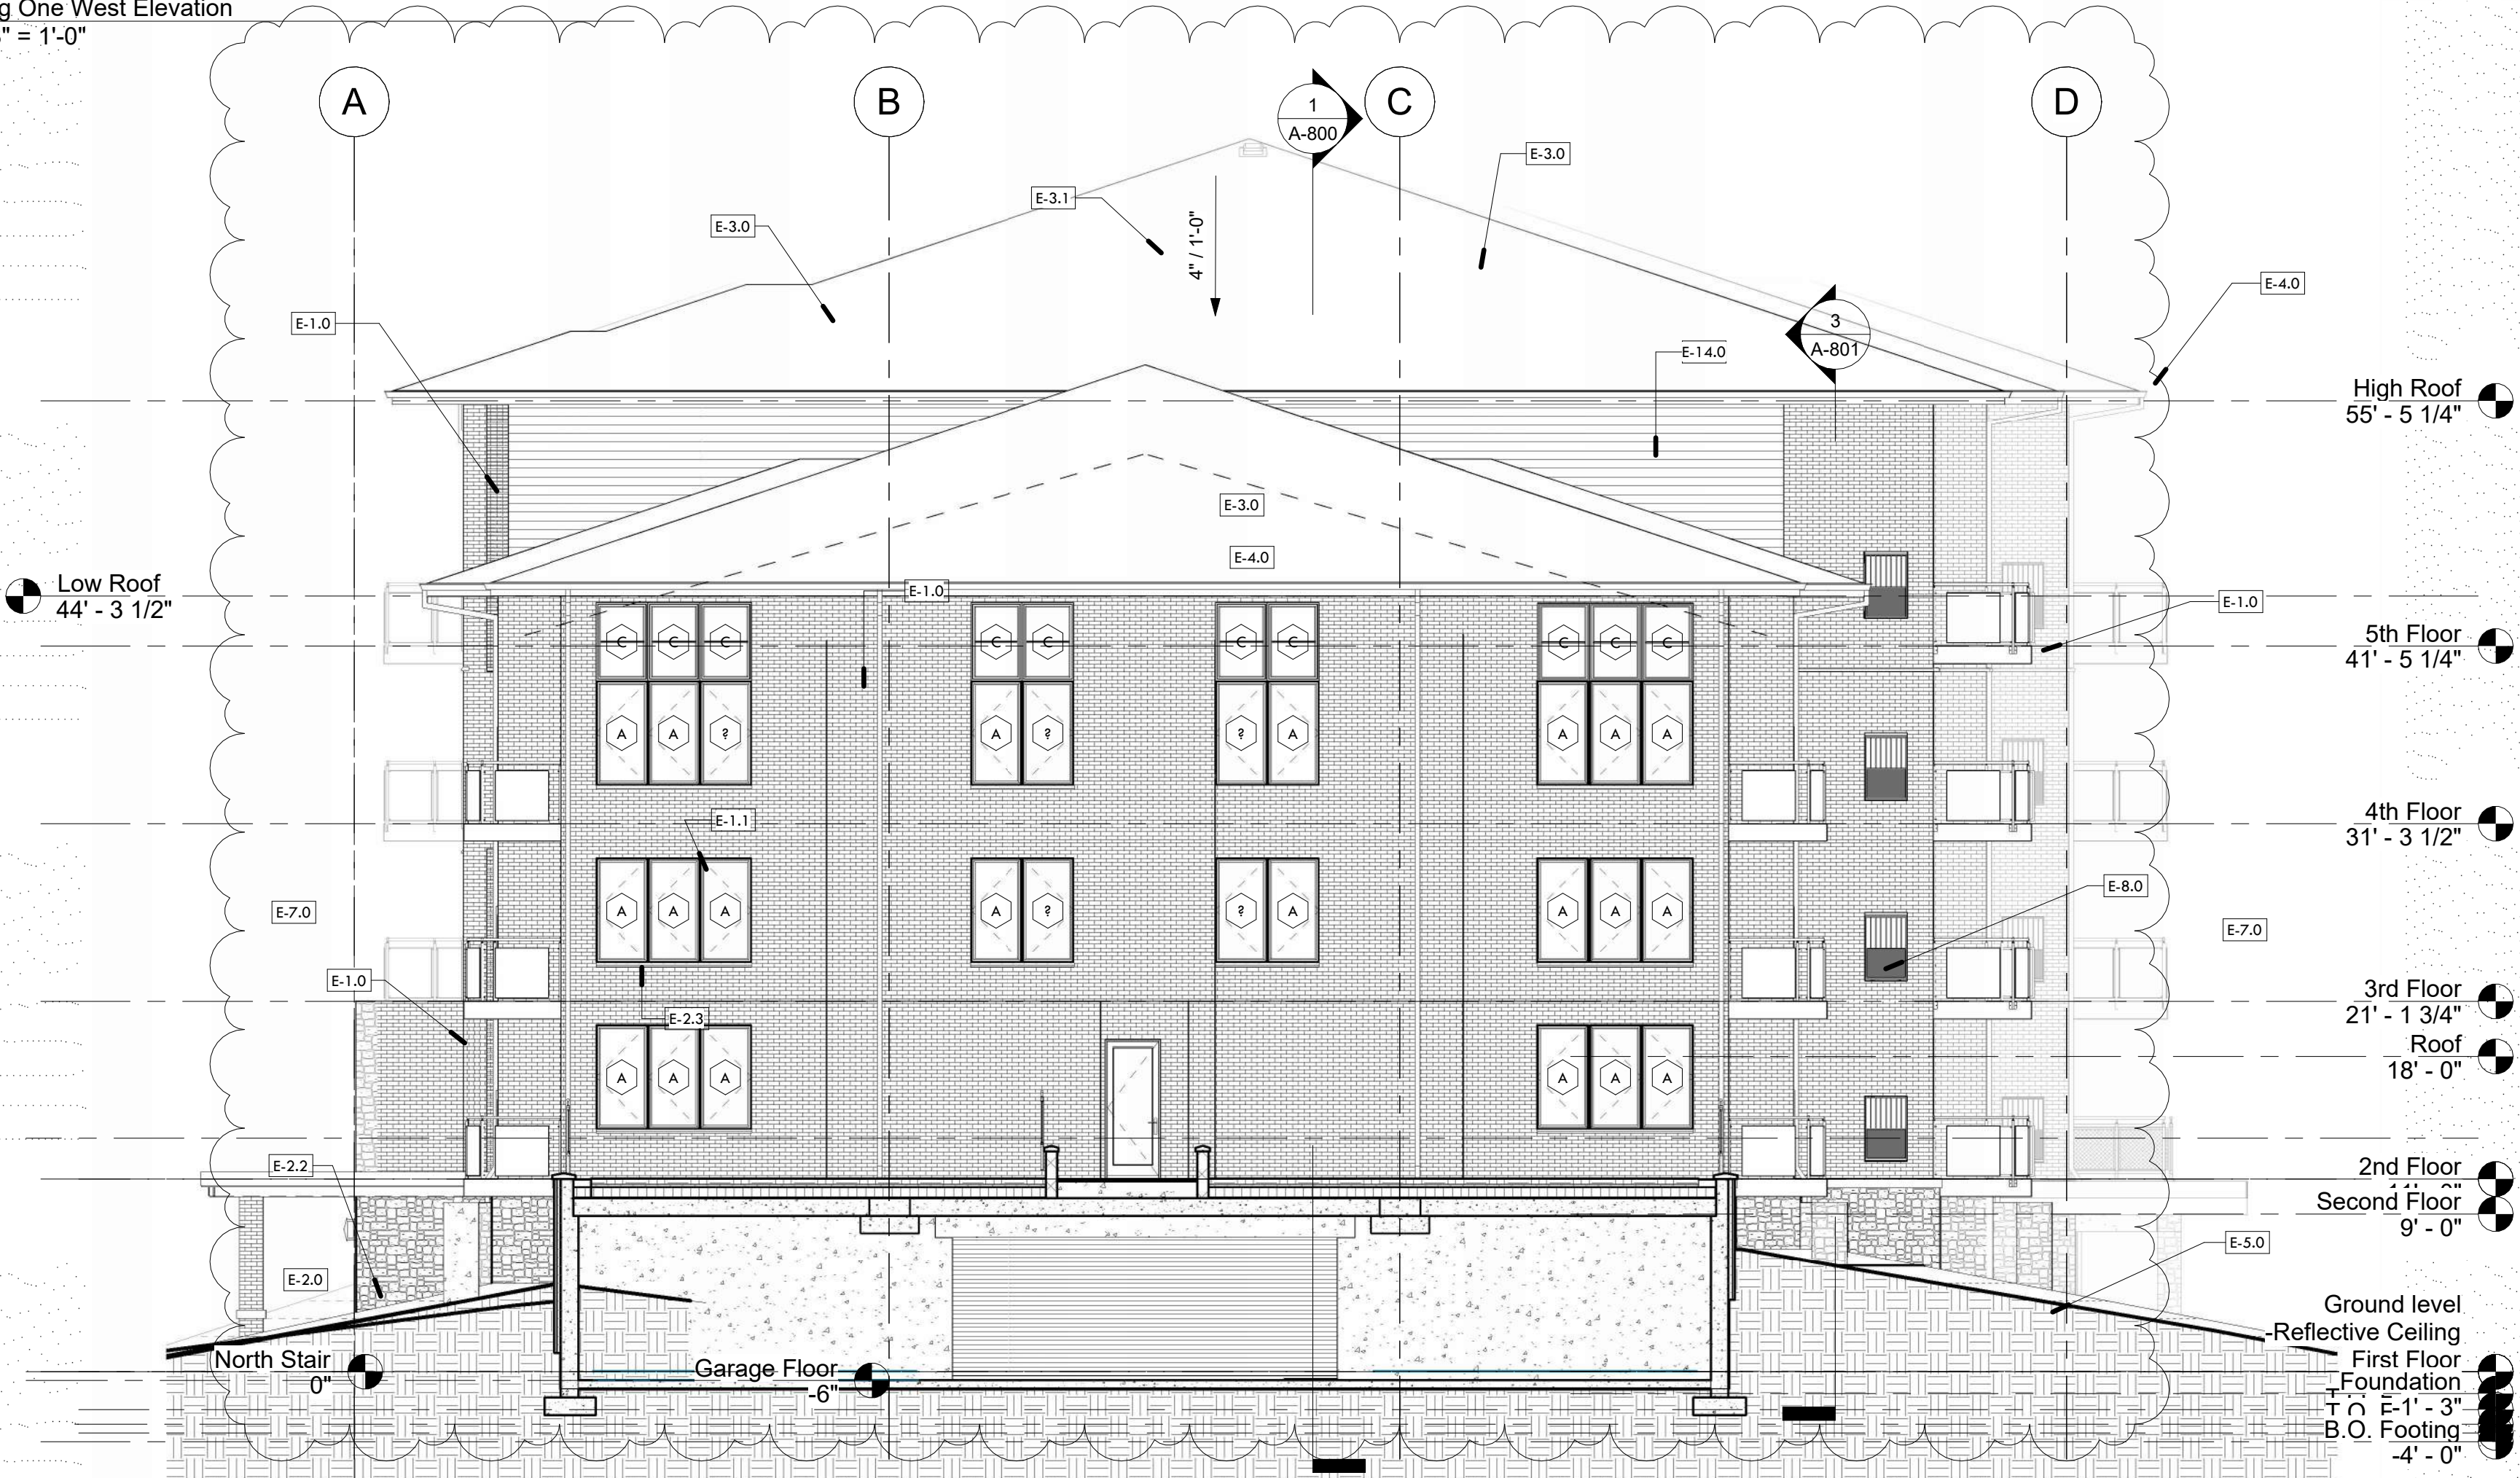 g One West Elevation
" = 1'-0"
A
B
C
D
1
A-800
E-3.0
E-3.1
E-3.0
4" / 1'-0"
E-4.0
E-1.0
3
A-801
E-14.0
High Roof
55' - 5 1/4"
E-3.0
E-4.0
Low Roof
44' - 3 1/2"
E-1.0
E-1.0
C C C C C C C C C C
5th Floor
41' - 5 1/4"
A A ? A ? ? A A A A
E-1.1
4th Floor
31' - 3 1/2"
E-8.0
E-7.0
A A A A ? ? A A A A
E-7.0
E-1.0
E-2.3
3rd Floor
21' - 1 3/4"
Roof
18' - 0"
A A A A A A
E-2.2
2nd Floor
Second Floor
9' - 0"
E-5.0
E-2.0
Ground level
-Reflective Ceiling
North Stair
0"
Garage Floor
-6"
First Floor
Foundation
-1' - 3"
B.O. Footing
-4' - 0"